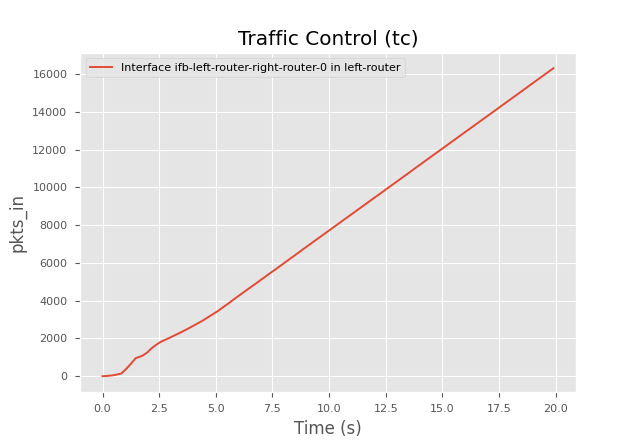 Traffic Control (tc)
Interface ifb-left-router-right-router-0 in left-router
16000
14000
12000
10000
8000
6000
4000
2000
0
pkts_in
0.0 2.5 5.0 7.5 10.0 12.5 15.0 17.5 20.0
Time (s)